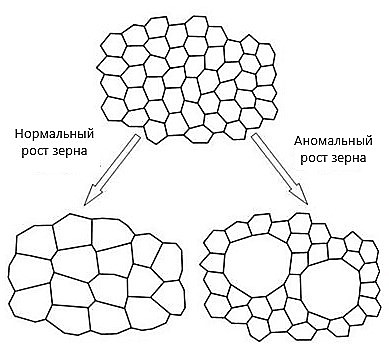 Нормальный
рост зерна
Аномальный
рост зерна